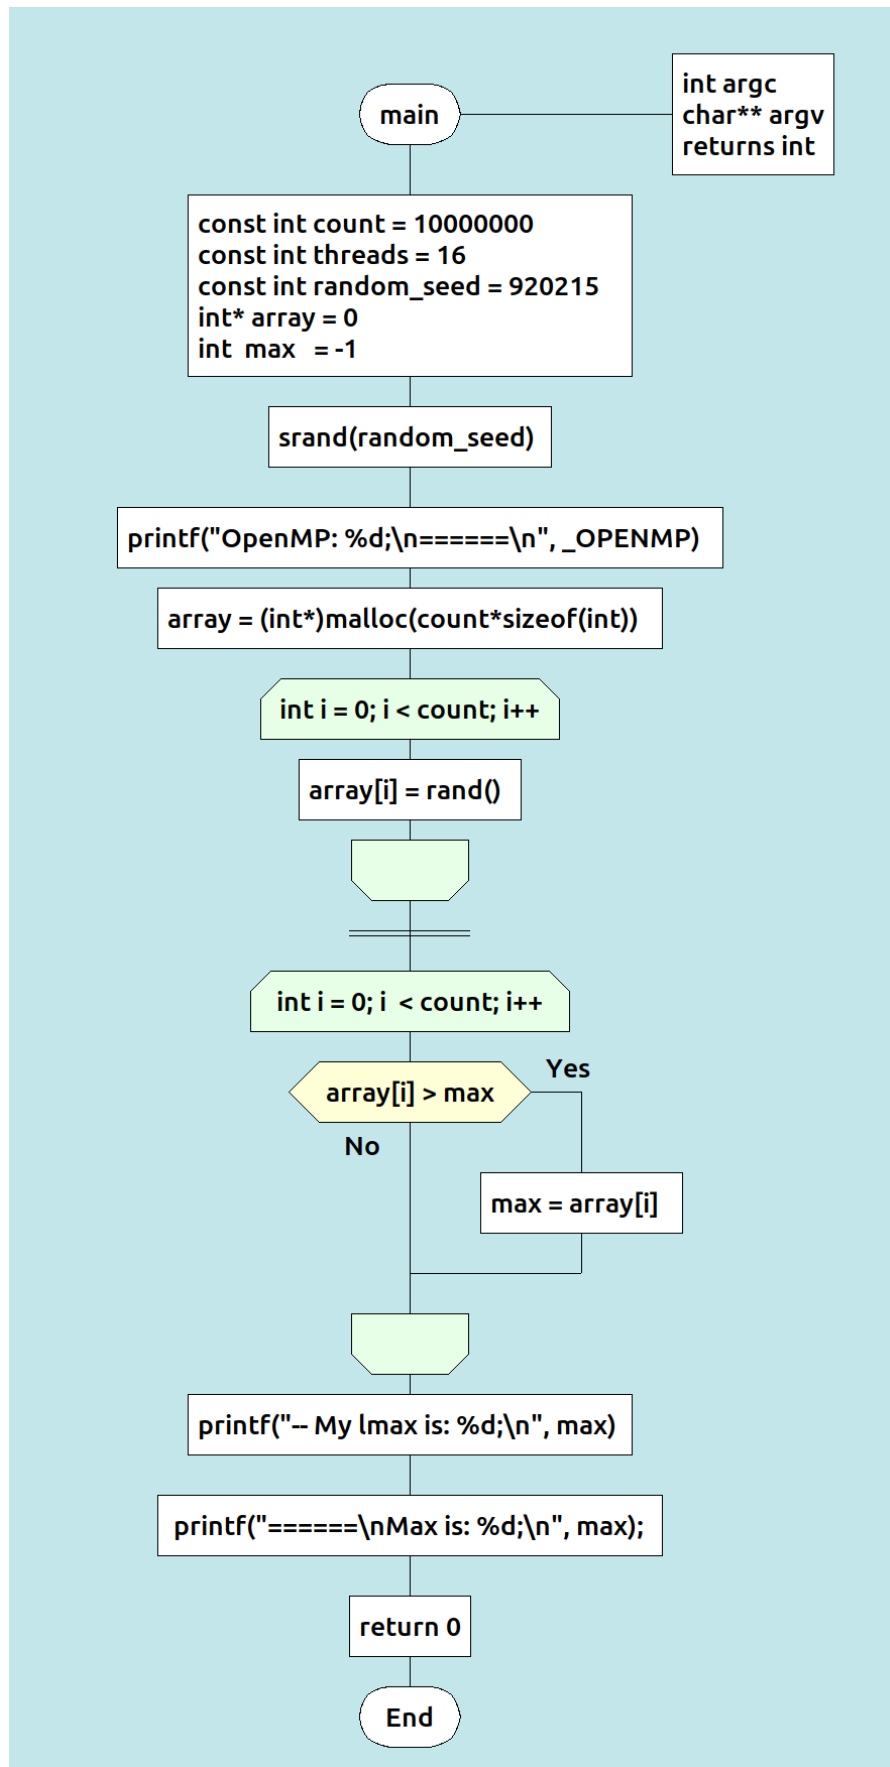 main
int argc
char** argv
returns int
const int count = 10000000
const int threads = 16
const int random_seed = 920215
int* array = 0
int  max   = -1
srand(random_seed)
printf("OpenMP: %d;\n======\n", _OPENMP)
array = (int*)malloc(count*sizeof(int))
int i = 0; i < count; i++
array[i] = rand()
int i = 0; i  < count; i++
array[i] > max
Yes
No
max = array[i]
printf("-- My lmax is: %d;\n", max)
printf("======\nMax is: %d;\n", max);
return 0
End